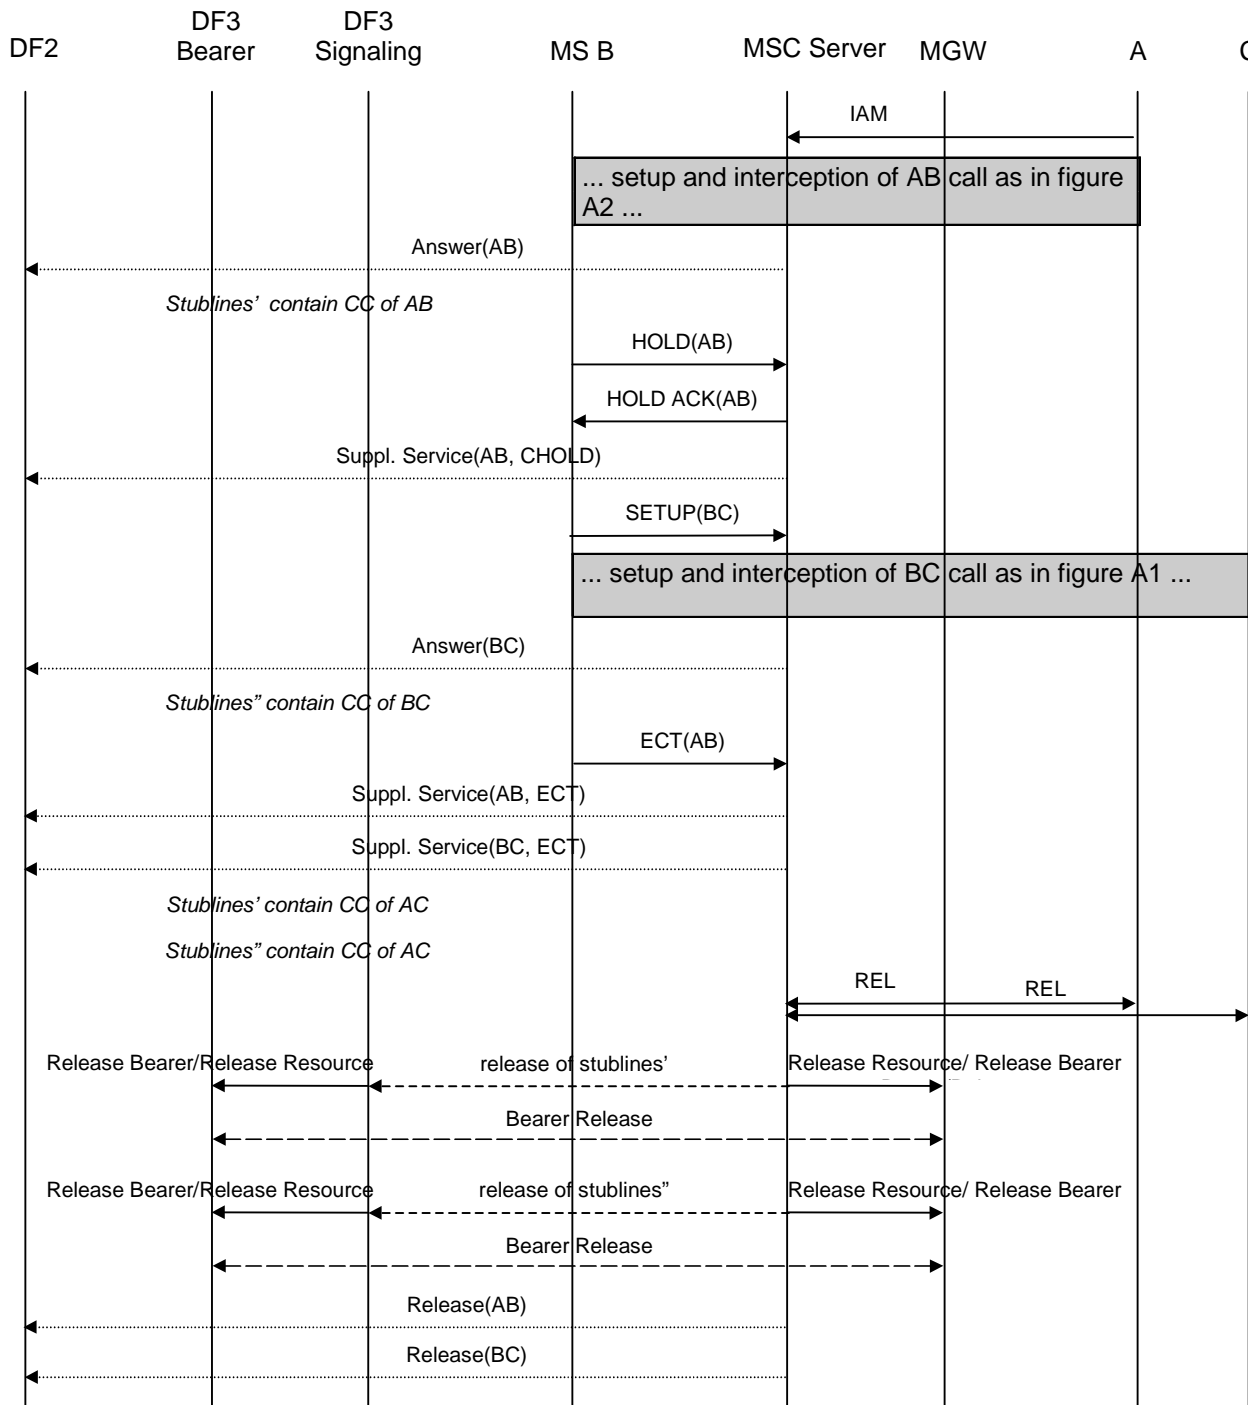 DF2
DF3
Bearer
DF3
Signaling
MS B
MSC Server
MGW
A
IAM
... setup and interception of AB call as in figure
A2 ...
Answer(AB)
Stublines’ contain CC of AB
HOLD(AB)
HOLD ACK(AB)
Suppl. Service(AB, CHOLD)
SETUP(BC)
... setup and interception of BC call as in figure A1 ...
Answer(BC)
Stublines” contain CC of BC
ECT(AB)
Suppl. Service(AB, ECT)
Suppl. Service(BC, ECT)
Stublines’ contain CC of AC
Stublines” contain CC of AC
REL
REL
Release Bearer/Release Resource
release of stublines’
Release Resource/ Release Bearer
Bearer Release
Release Bearer/Release Resource
release of stublines”
Release Resource/ Release Bearer
Bearer Release
Release(AB)
Release(BC)